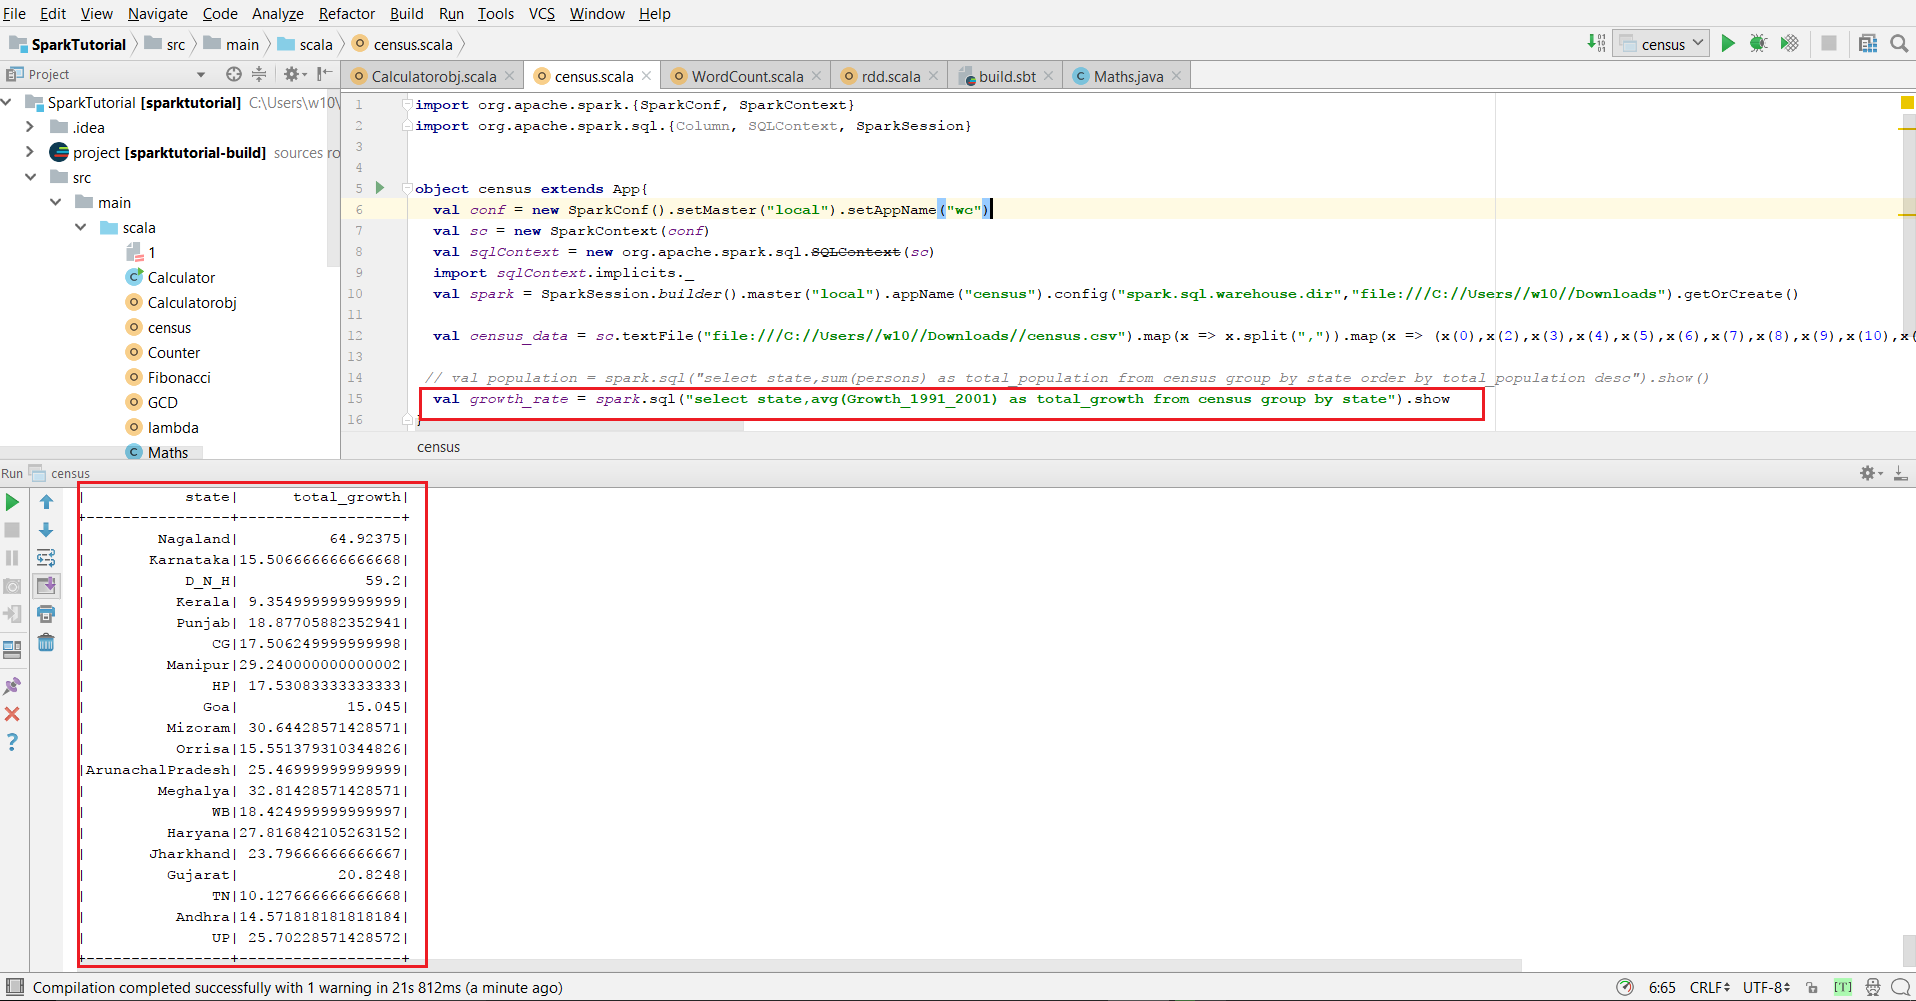 File Edit View Navigate Code Analyze Refactor Build Run Tools VCS Window Help
SparkTutorial src main scala census.scala census
Project
Calculatorobj.scala census.scala WordCount.scala rdd.scala build.sbt Maths.java
SparkTutorial [sparktutorial] C:\Users\w10\
.idea
project [sparktutorial-build] sources ro
src
main
scala
1
Calculator
Calculatorobj
census
Counter
Fibonacci
GCD
lambda
Maths
1 import org.apache.spark.{SparkConf, SparkContext}
2 import org.apache.spark.sql.{Column, SQLContext, SparkSession}
3
4
5 object census extends App{
6 val conf = new SparkConf().setMaster("local").setAppName("wc")
7 val sc = new SparkContext(conf)
8 val sqlContext = new org.apache.spark.sql.SQLContext(sc)
9 import sqlContext.implicits._
10 val spark = SparkSession.builder().master("local").appName("census").config("spark.sql.warehouse.dir","file:///C://Users//w10//Downloads").getOrCreate()
11
12 val census_data = sc.textFile("file:///C://Users//w10//Downloads//census.csv").map(x => x.split(",")).map(x => (x(0),x(2),x(3),x(4),x(5),x(6),x(7),x(8),x(9),x(10),x(
13
14 // val population = spark.sql("select state,sum(persons) as total_population from census group by state order by total_population desc").show()
15 val growth_rate = spark.sql("select state,avg(Growth_1991_2001) as total_growth from census group by state").show
16 }
census
Run census
| state| total_growth|
+----------------+------------------+
| Nagaland| 64.92375|
| Karnataka|15.506666666666668|
| D_N_H| 59.2|
| Kerala| 9.354999999999999|
| Punjab| 18.87705882352941|
| CG|17.506249999999998|
| Manipur|29.240000000000002|
| HP| 17.53083333333333|
| Goa| 15.045|
| Mizoram| 30.64428571428571|
| Orrisa|15.551379310344826|
|ArunachalPradesh| 25.46999999999999|
| Meghalya| 32.81428571428571|
| WB|18.424999999999997|
| Haryana|27.816842105263152|
| Jharkhand| 23.79666666666667|
| Gujarat| 20.8248|
| TN|10.127666666666668|
| Andhra|14.571818181818184|
| UP| 25.70228571428572|
+----------------+------------------+
Compilation completed successfully with 1 warning in 21s 812ms (a minute ago) 6:65 CRLF UTF-8 [T]